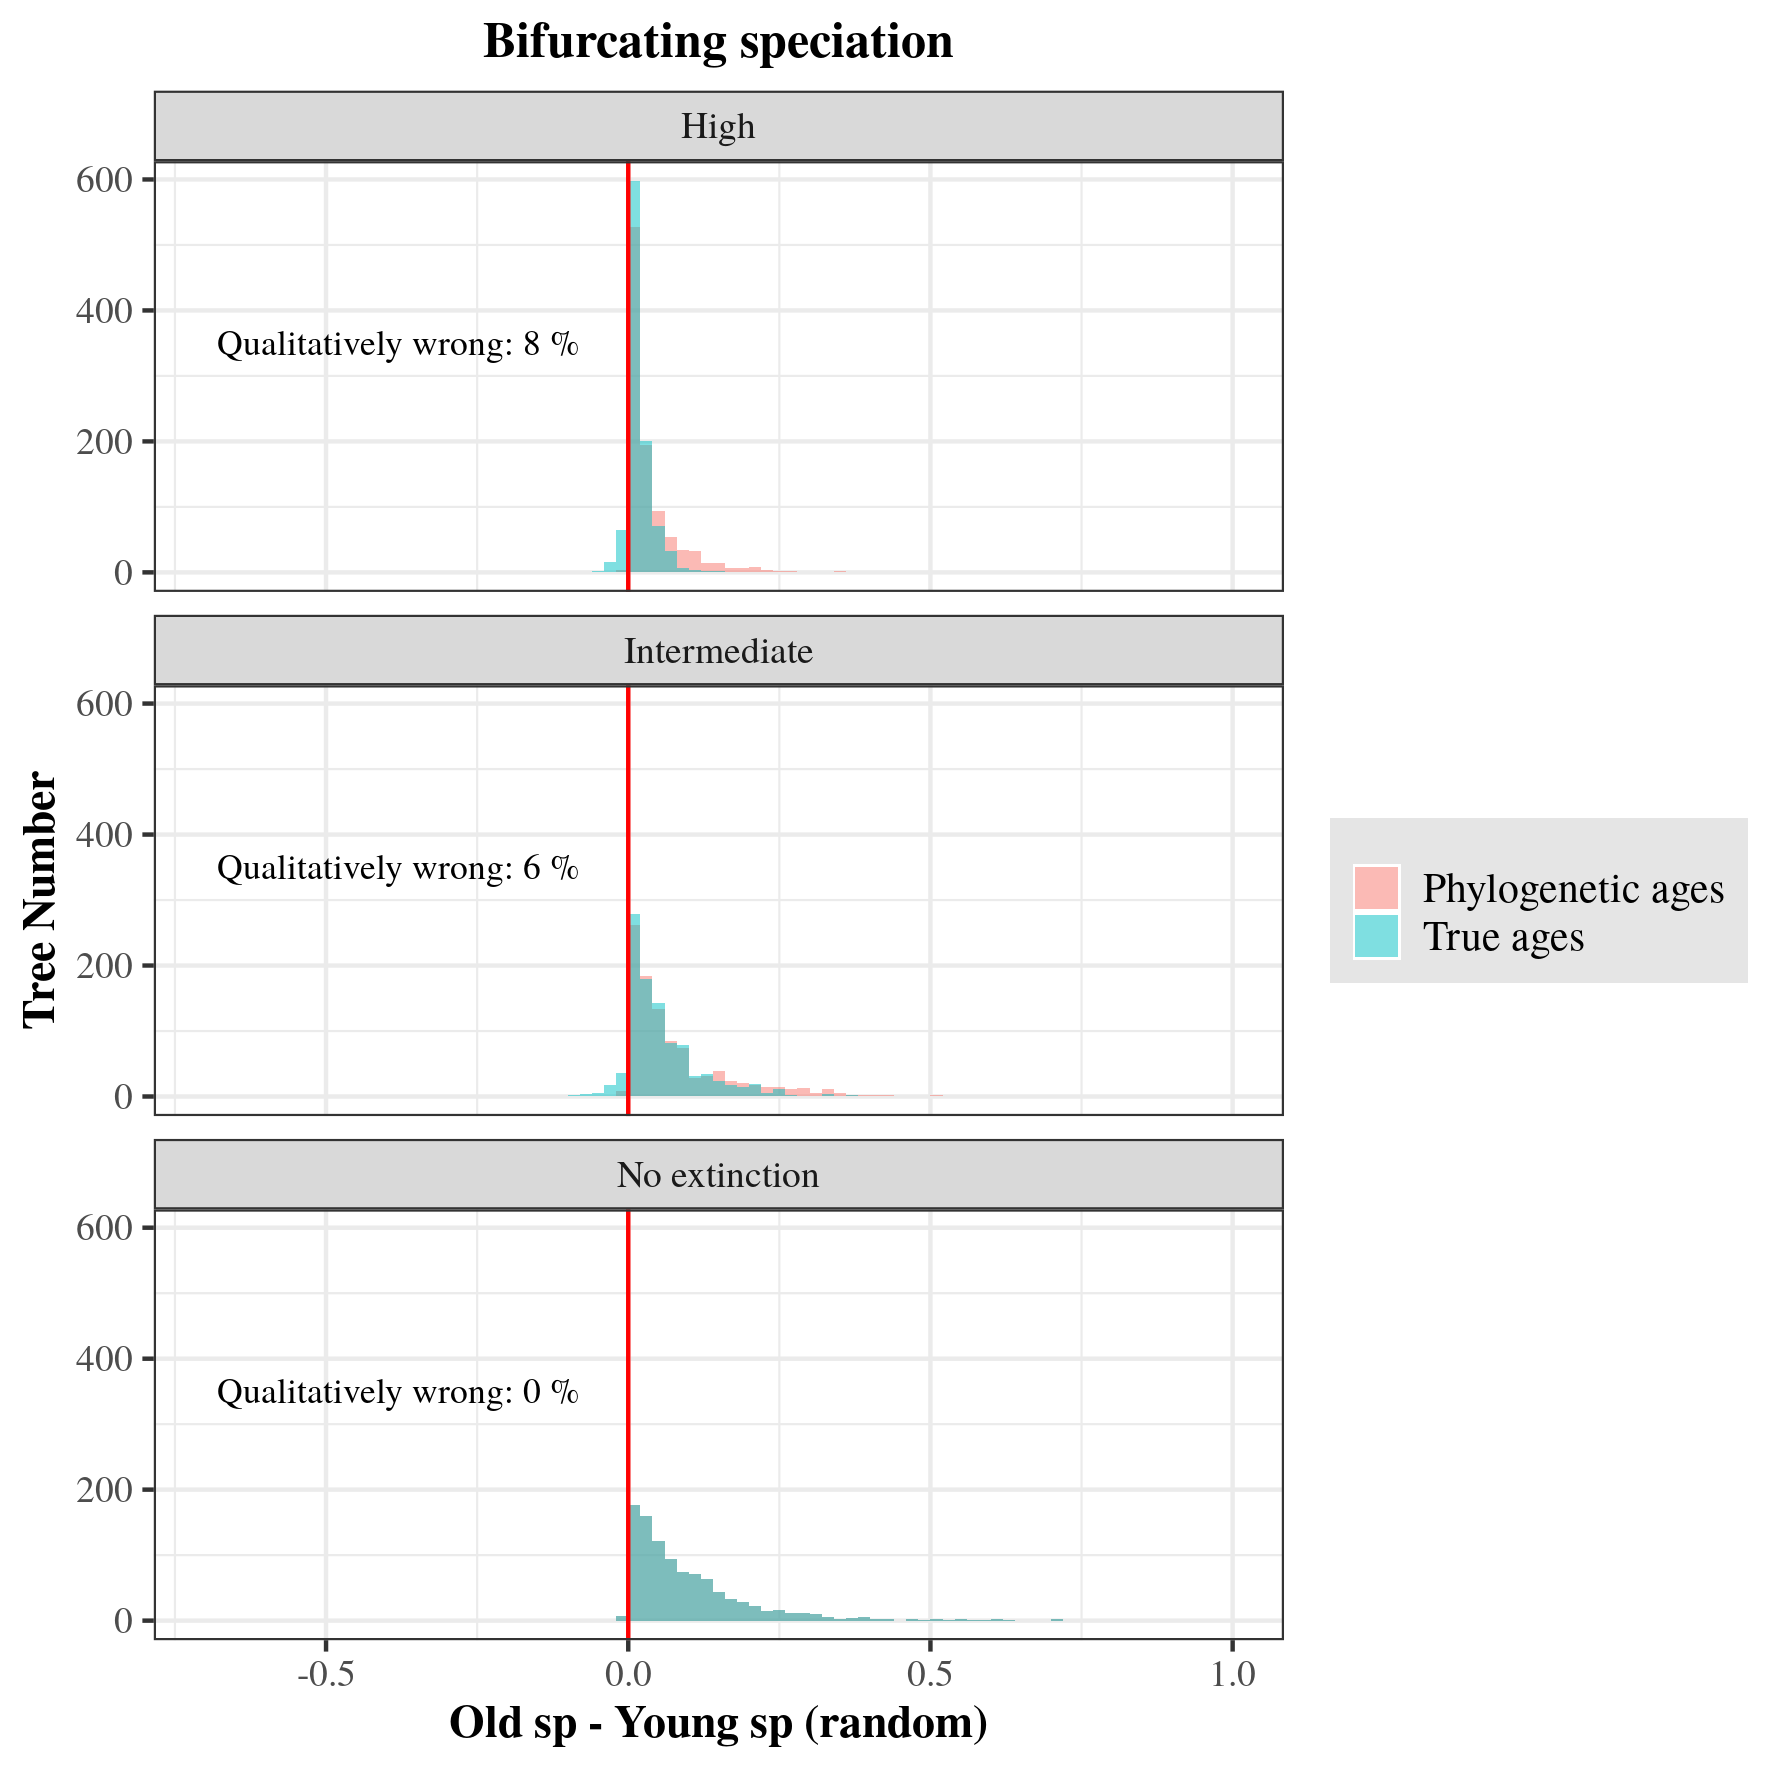 Bifurcating speciation
High
600
400
Qualitatively wrong: 8 %
200
0
Intermediate
600
400
Qualitatively wrong: 6 %
200
0
No extinction
600
400
Qualitatively wrong: 0 %
200
0
-0.5 0.0 0.5 1.0
Old sp - Young sp (random)
Tree Number
Phylogenetic ages
True ages